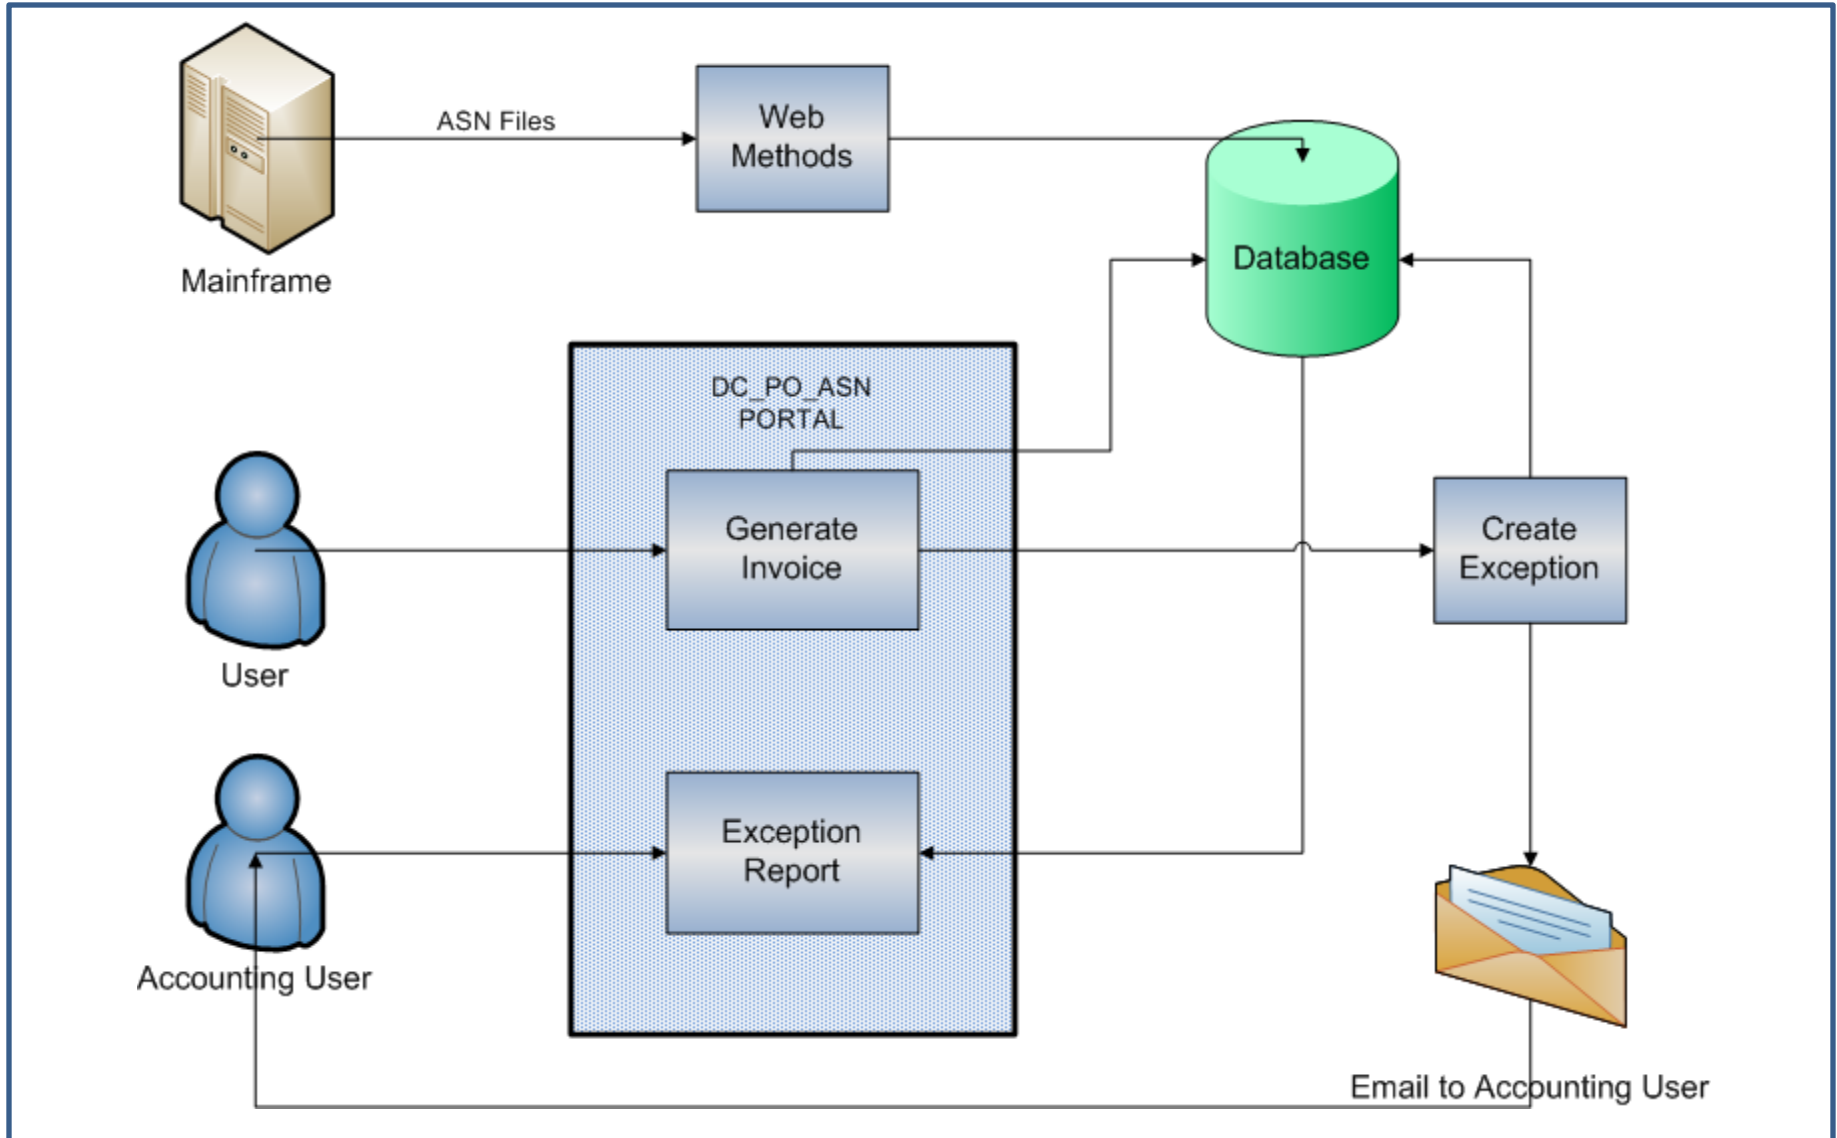 ASN Files
Web
Methods
Mainframe
Database
DC_PO_ASN
PORTAL
Generate
Invoice
Create
Exception
User
Exception
Report
Accounting User
Email to Accounting User